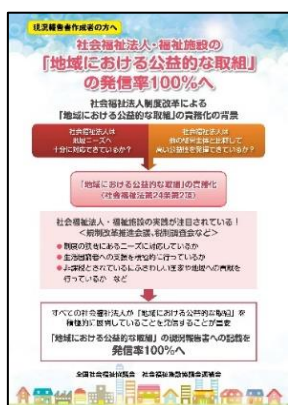 現況報告書作成者の方へ
社会福祉法人・福祉施設の
「地域における公益的な取組」
の発信率100%へ
社会福祉法人制度改革による
「地域における公益的な取組」の責務化の背景
社会福祉法人は
地域ニーズへ
十分に対応できているか?
社会福祉法人は
他の経営主体と比較して
高い公益性を発揮できているか?
「地域における公益的な取組」の責務化
(社会福祉法第24条第2項)
社会福祉法人・福祉施設の実践が注目されている!
<規制改革推進会議、税制調査会など>
制度の狭間にあるニーズに対応しているか
生活困窮者への支援を積極的に行っているか
非課税とされているにふさわしい国家や地域への貢献を
行っているか など
すべての社会福祉法人が「地域における公益的な取組」を
積極的に展開していることを発信することが重要
「地域における公益的な取組」の現況報告書への記載を
発信率100%へ
全国社会福祉協議会 社会福祉施設協議会連絡会